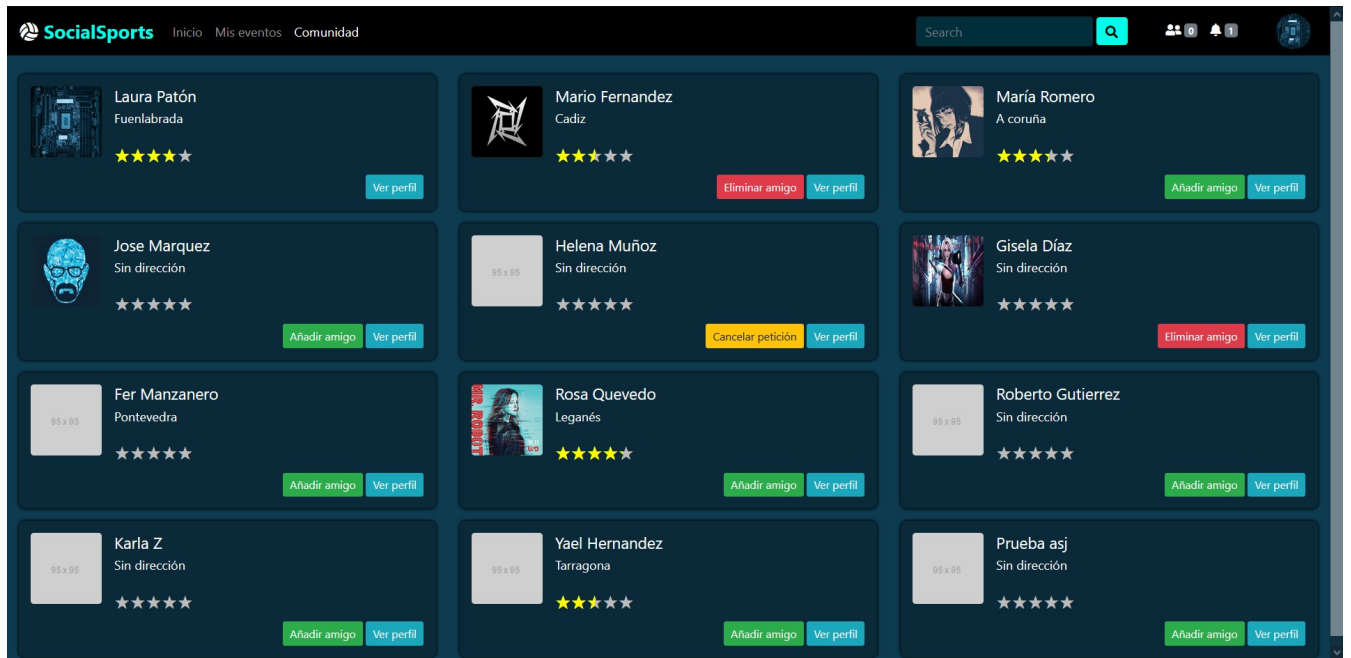 SocialSports Inicio Mis eventos Comunidad Search 0 1
Laura Patón
Fuenlabrada
Ver perfil
Mario Fernandez
Cadiz
Eliminar amigo Ver perfil
María Romero
A coruña
Añadir amigo Ver perfil
Jose Marquez
Sin dirección
Añadir amigo Ver perfil
95 x 95
Helena Muñoz
Sin dirección
Cancelar petición Ver perfil
Gisela Díaz
Sin dirección
Eliminar amigo Ver perfil
95 x 95
Fer Manzanero
Pontevedra
Añadir amigo Ver perfil
MR. ROBOT
Rosa Quevedo
Leganés
Añadir amigo Ver perfil
95 x 95
Roberto Gutierrez
Sin dirección
Añadir amigo Ver perfil
95 x 95
Karla Z
Sin dirección
Añadir amigo Ver perfil
95 x 95
Yael Hernandez
Tarragona
Añadir amigo Ver perfil
95 x 95
Prueba asj
Sin dirección
Añadir amigo Ver perfil